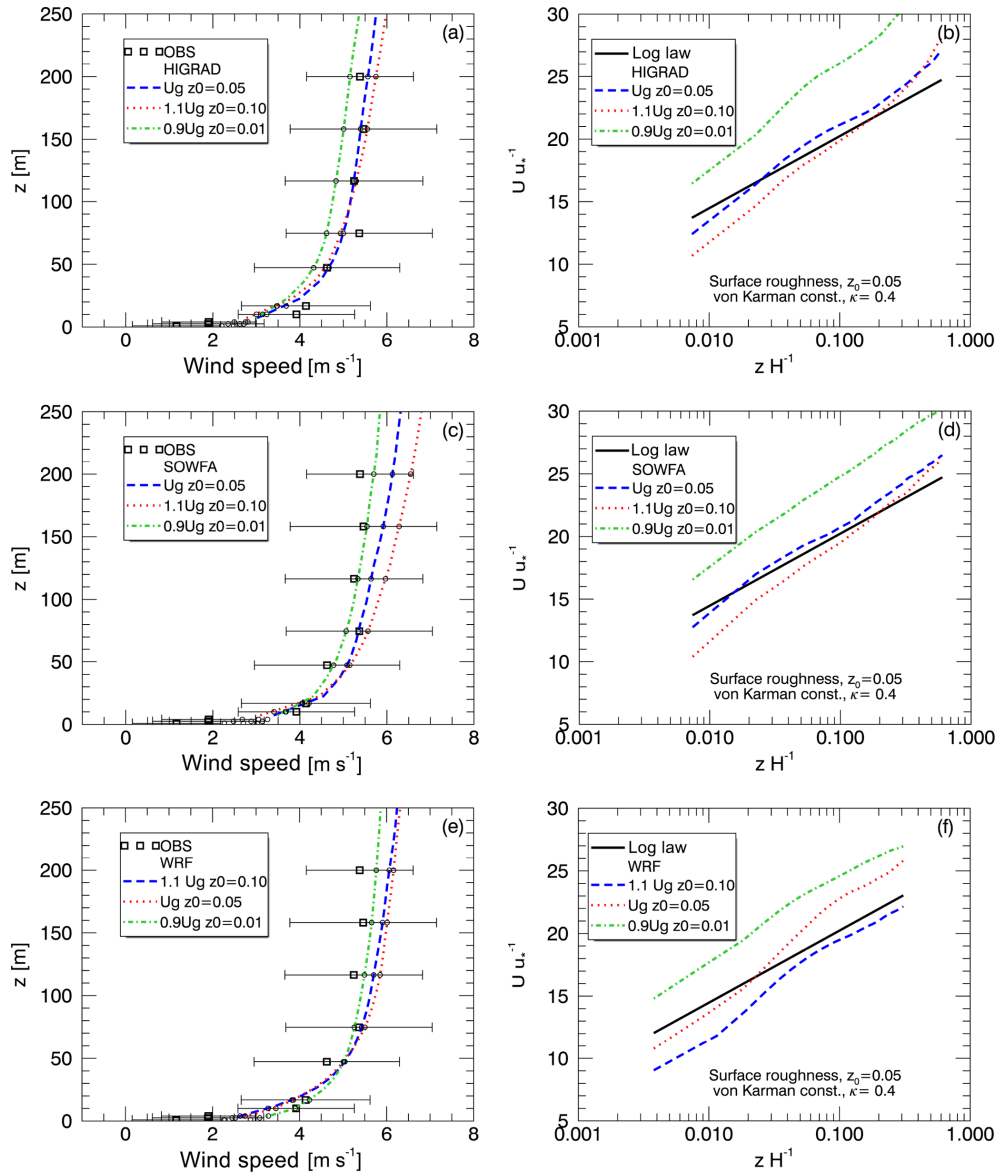 (a)
250
200
150
100
50
0
z [m]
OBS
HIGRAD
Ug z0=0.05
1.1Ug z0=0.10
0.9Ug z0=0.01
0 2 4 6 8
Wind speed [m s⁻¹]
(b)
30
25
20
15
10
5
U u*⁻¹
Log law
HIGRAD
Ug z0=0.05
1.1Ug z0=0.10
0.9Ug z0=0.01
Surface roughness, z₀=0.05
von Karman const., κ= 0.4
0.001 0.010 0.100 1.000
z H⁻¹
(c)
250
200
150
100
50
0
z [m]
OBS
SOWFA
Ug z0=0.05
1.1Ug z0=0.10
0.9Ug z0=0.01
0 2 4 6 8
Wind speed [m s⁻¹]
(d)
30
25
20
15
10
5
U u*⁻¹
Log law
SOWFA
Ug z0=0.05
1.1Ug z0=0.10
0.9Ug z0=0.01
Surface roughness, z₀=0.05
von Karman const., κ= 0.4
0.001 0.010 0.100 1.000
z H⁻¹
(e)
250
200
150
100
50
0
z [m]
OBS
WRF
1.1 Ug z0=0.10
Ug z0=0.05
0.9Ug z0=0.01
0 2 4 6 8
Wind speed [m s⁻¹]
(f)
30
25
20
15
10
5
U u*⁻¹
Log law
WRF
1.1 Ug z0=0.10
Ug z0=0.05
0.9Ug z0=0.01
Surface roughness, z₀=0.05
von Karman const., κ= 0.4
0.001 0.010 0.100 1.000
z H⁻¹